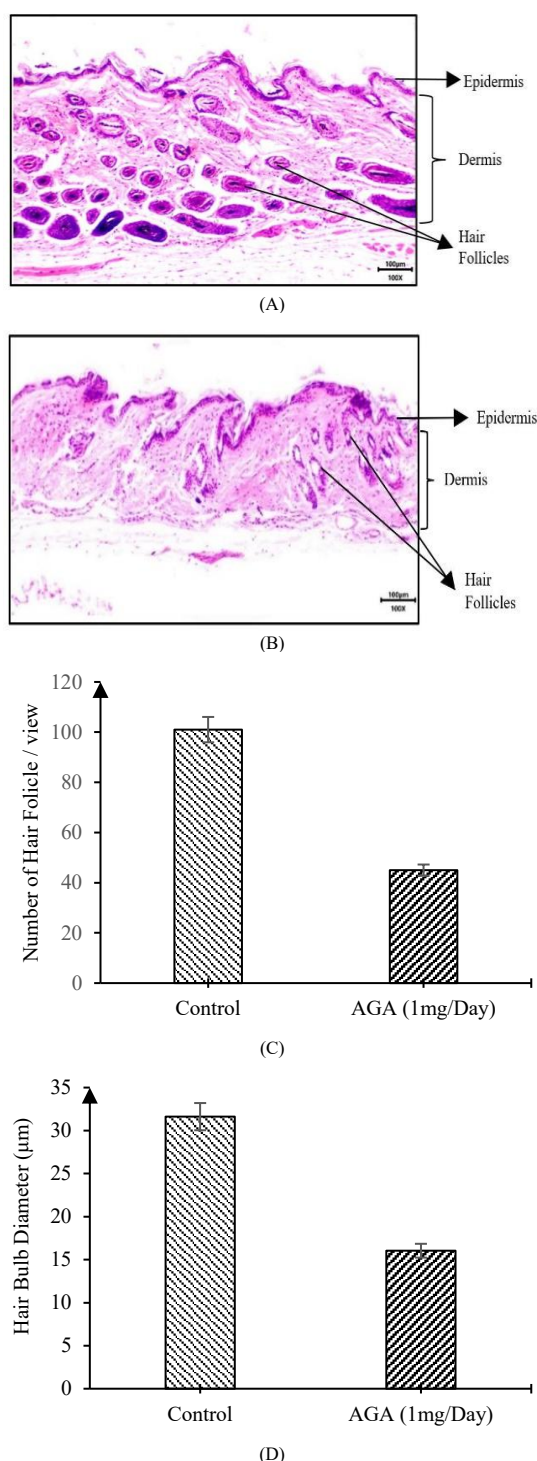 Epidermis
Dermis
Hair
Follicles
100µm
100X
(A)
Epidermis
Dermis
Hair
Follicles
100µm
100X
(B)
Number of Hair Folicle / view
120
100
80
60
40
20
0
Control
AGA (1mg/Day)
(C)
Hair Bulb Diameter (µm)
35
30
25
20
15
10
5
0
Control
AGA (1mg/Day)
(D)